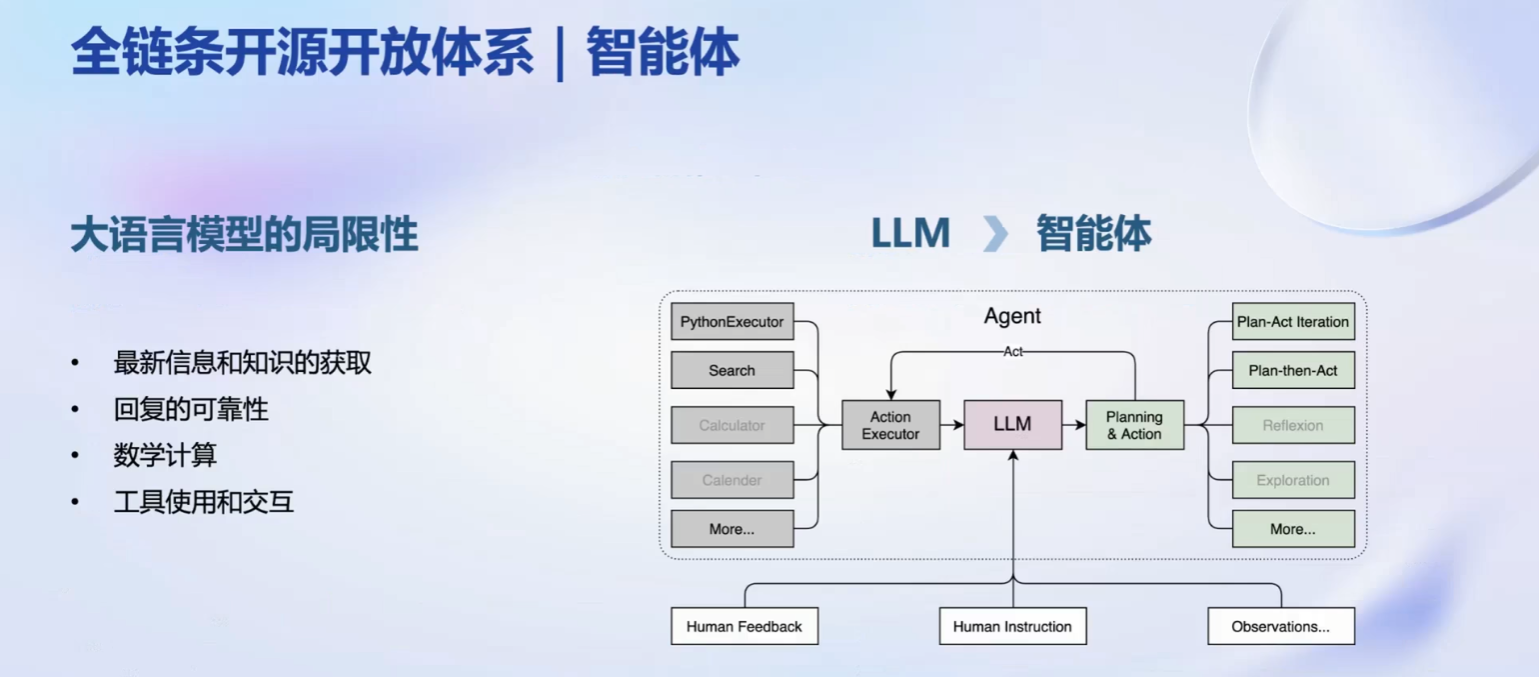 全链条开源开放体系｜智能体
大语言模型的局限性
• 最新信息和知识的获取
• 回复的可靠性
• 数学计算
• 工具使用和交互
LLM 》 智能体
Agent
Act
PythonExecutor
Search
Calculator
Calender
More...
Action
Executor
LLM
Planning
& Action
Plan-Act Iteration
Plan-then-Act
Reflexion
Exploration
More...
Human Feedback
Human Instruction
Observations...